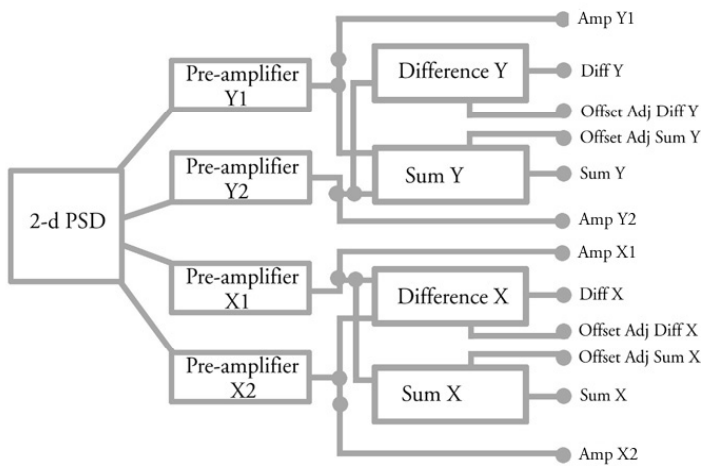 Amp Y1
Pre-amplifier
Y1
Difference Y
Diff Y
Offsct Adj Diff Y
Offset Adj Sum Y
Pre-amplifier
Y2
Sum Y
Sum Y
2-d PSD
Amp Y2
Amp X1
Pre-amplifier
X1
Difference X
Diff X
Offset Adj Diff X
Offset Adj Sum X
Pre-amplifier
X2
Sum X
Sum X
Amp X2